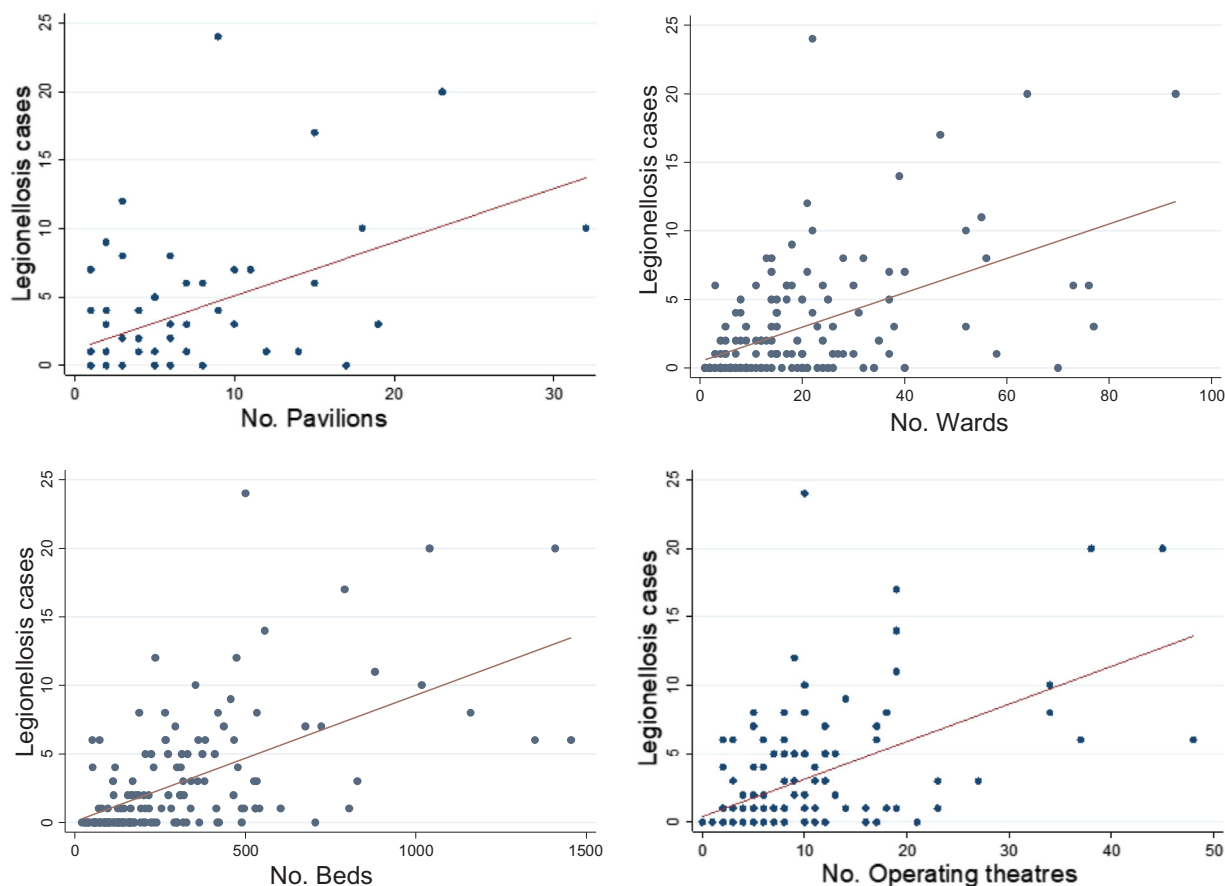 Legionellosis cases
25
20
15
10
5
0
0 10 20 30
No. Pavilions
Legionellosis cases
25
20
15
10
5
0
0 20 40 60 80 100
No. Wards
Legionellosis cases
25
20
15
10
5
0
0 500 1000 1500
No. Beds
Legionellosis cases
25
20
15
10
5
0
0 10 20 30 40 50
No. Operating theatres